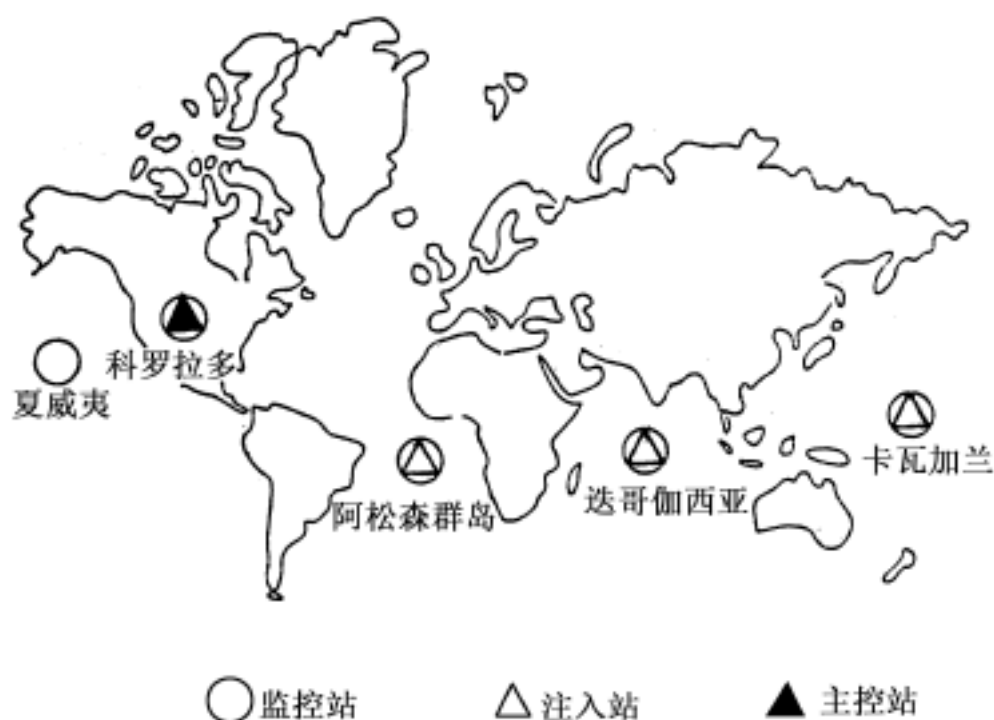 科罗拉多
夏威夷
卡瓦加兰
迭哥伽西亚
阿松森群岛
监控站
注入站
主控站